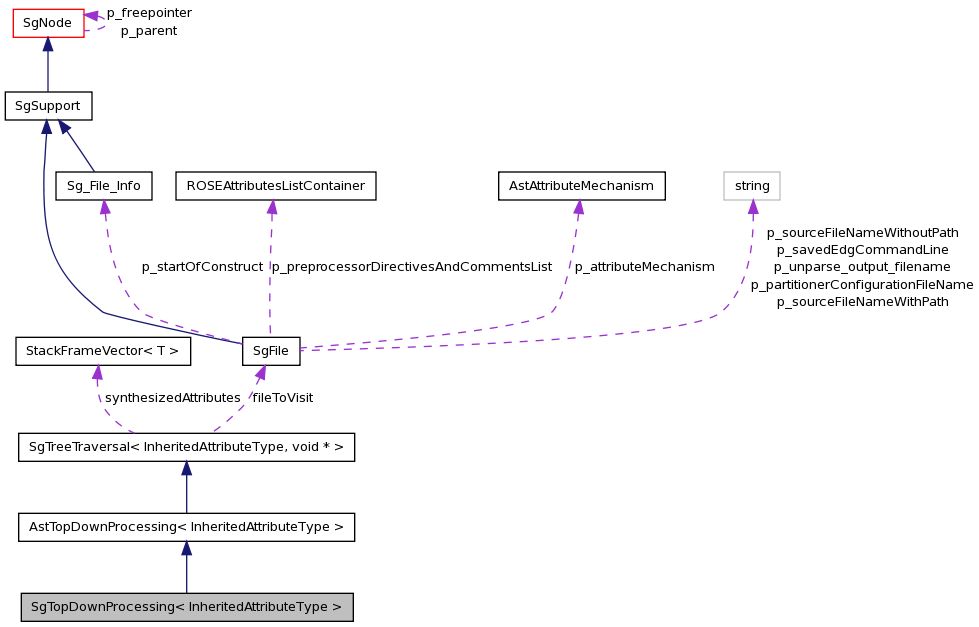 SgNode
p_freepointer
p_parent
SgSupport
Sg_File_Info
ROSEAttributesListContainer
AstAttributeMechanism
string
p_sourceFileNameWithoutPath
p_savedEdgCommandLine
p_unparse_output_filename
p_partitionerConfigurationFileName
p_sourceFileNameWithPath
p_startOfConstruct
p_preprocessorDirectivesAndCommentsList
p_attributeMechanism
StackFrameVector< T >
SgFile
synthesizedAttributes
fileToVisit
SgTreeTraversal< InheritedAttributeType, void * >
AstTopDownProcessing< InheritedAttributeType >
SgTopDownProcessing< InheritedAttributeType >